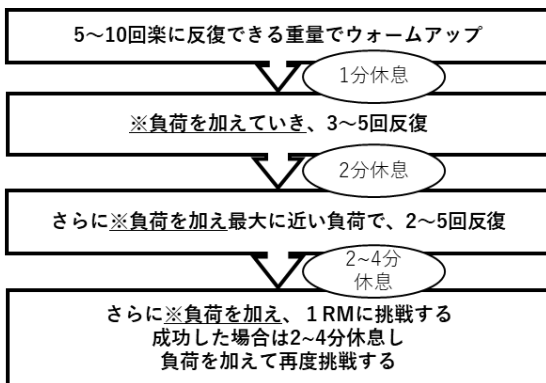 5～10回楽に反復できる重量でウォームアップ
1分休息
※負荷を加えていき、3～5回反復
2分休息
さらに※負荷を加え最大に近い負荷で、2～5回反復
2~4分
休息
さらに※負荷を加え、１RMに挑戦する
成功した場合は2~4分休息し
負荷を加えて再度挑戦する